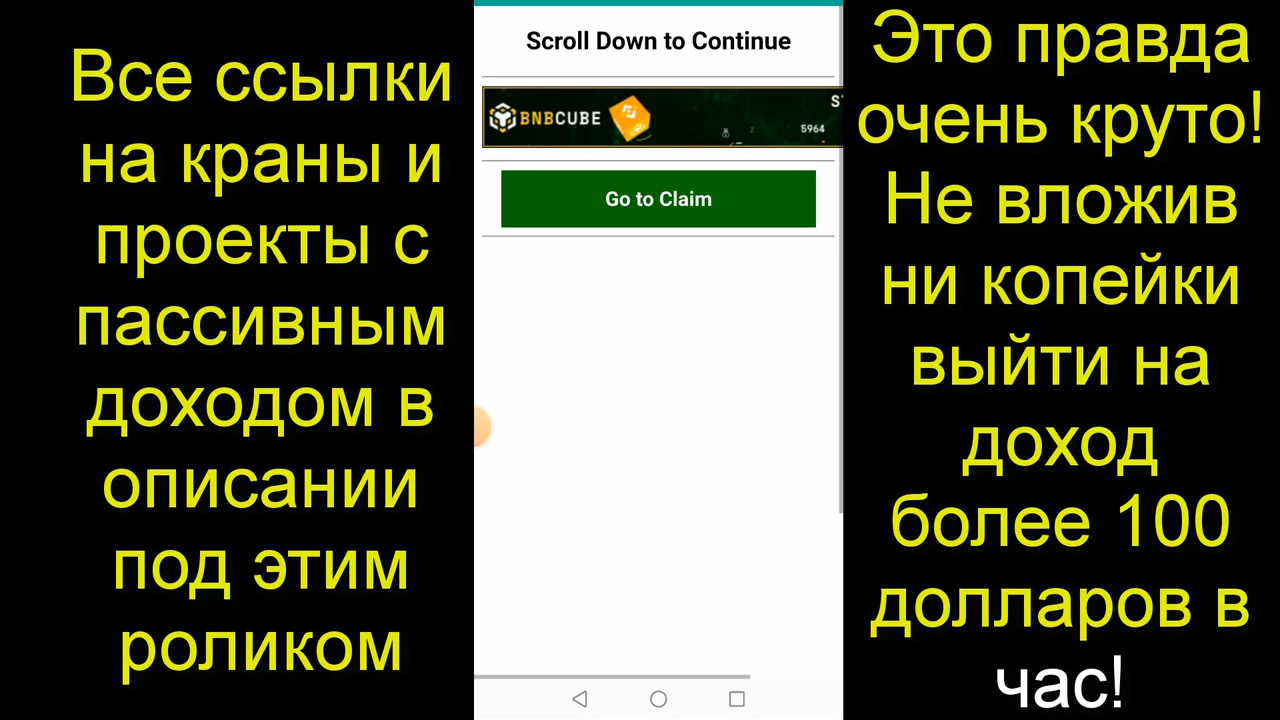 Все ссылки
на краны и
проекты с
пассивным
доходом в
описании
под этим
роликом
Scroll Down to Continue
BNBCUBE
5964
Go to Claim
Это правда
очень круто!
Не вложив
ни копейки
выйти на
доход
более 100
долларов в
час!